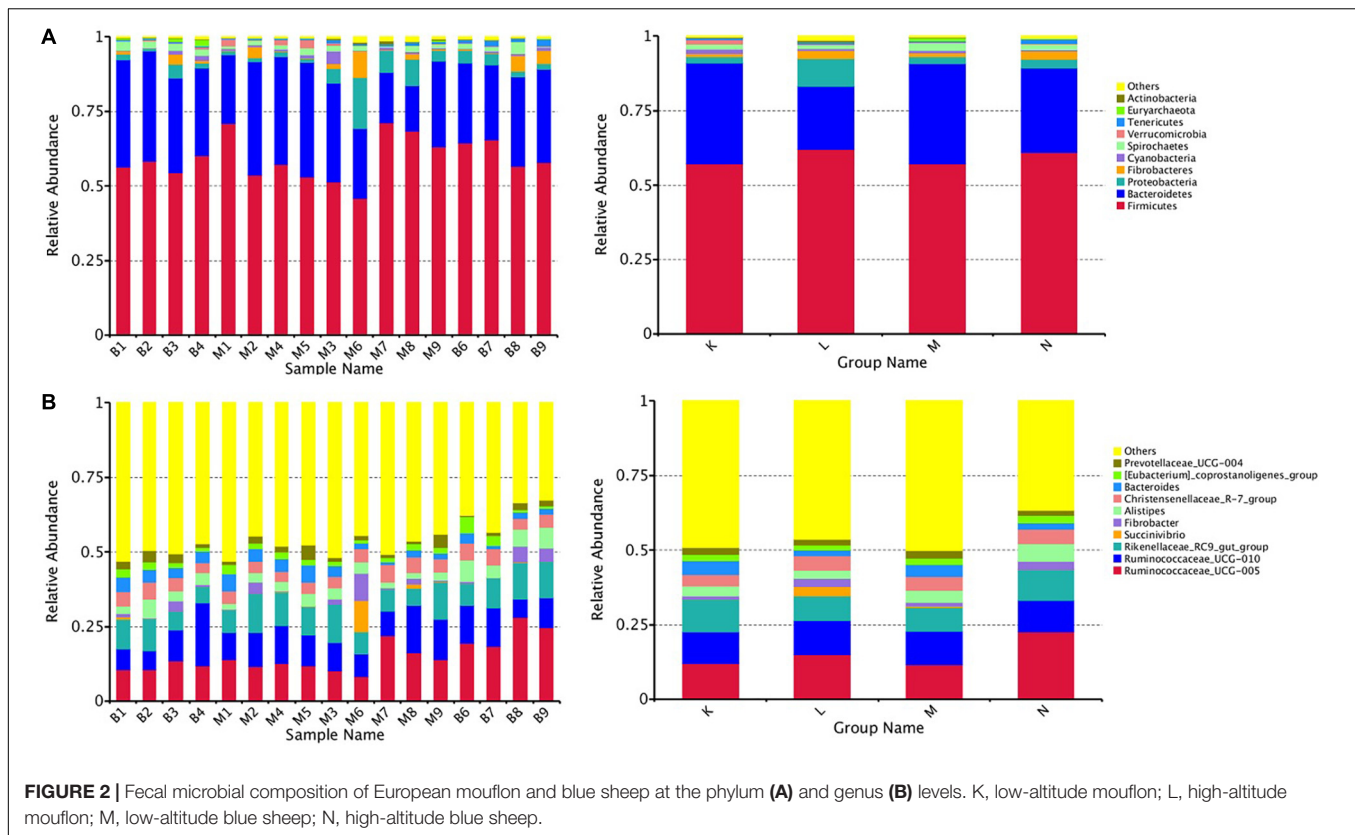 A
Relative Abundance
1
0.75
0.5
0.25
0
B1 B2 B3 B4 M1 M2 M4 M5 M3 M6 M7 M8 M9 B6 B7 B8 B9
Sample Name
Relative Abundance
1
0.75
0.5
0.25
0
K L M N
Group Name
Others
Actinobacteria
Euryarchaeota
Tenericutes
Verrucomicrobia
Spirochaetes
Cyanobacteria
Fibrobacteres
Proteobacteria
Bacteroidetes
Firmicutes
B
Relative Abundance
1
0.75
0.5
0.25
0
B1 B2 B3 B4 M1 M2 M4 M5 M3 M6 M7 M8 M9 B6 B7 B8 B9
Sample Name
Relative Abundance
1
0.75
0.5
0.25
0
K L M N
Group Name
Others
Prevotellaceae_UCG-004
[Eubacterium]_coprostanoligenes_group
Bacteroides
Christensenellaceae_R-7_group
Alistipes
Fibrobacter
Succinivibrio
Rikenellaceae_RC9_gut_group
Ruminococcaceae_UCG-010
Ruminococcaceae_UCG-005
FIGURE 2 | Fecal microbial composition of European mouflon and blue sheep at the phylum (A) and genus (B) levels. K, low-altitude mouflon; L, high-altitude
mouflon; M, low-altitude blue sheep; N, high-altitude blue sheep.